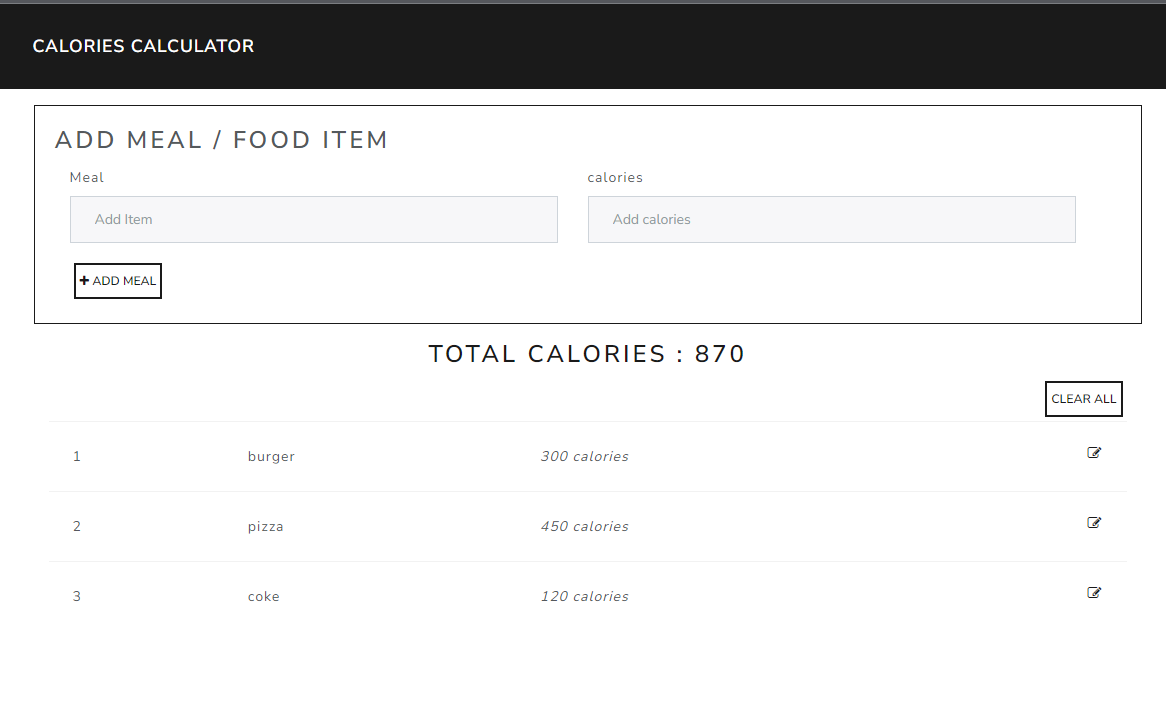 CALORIES CALCULATOR
ADD MEAL / FOOD ITEM
Meal calories
Add Item Add calories
ADD MEAL
TOTAL CALORIES : 870
CLEAR ALL
1 burger 300 calories
2 pizza 450 calories
3 coke 120 calories